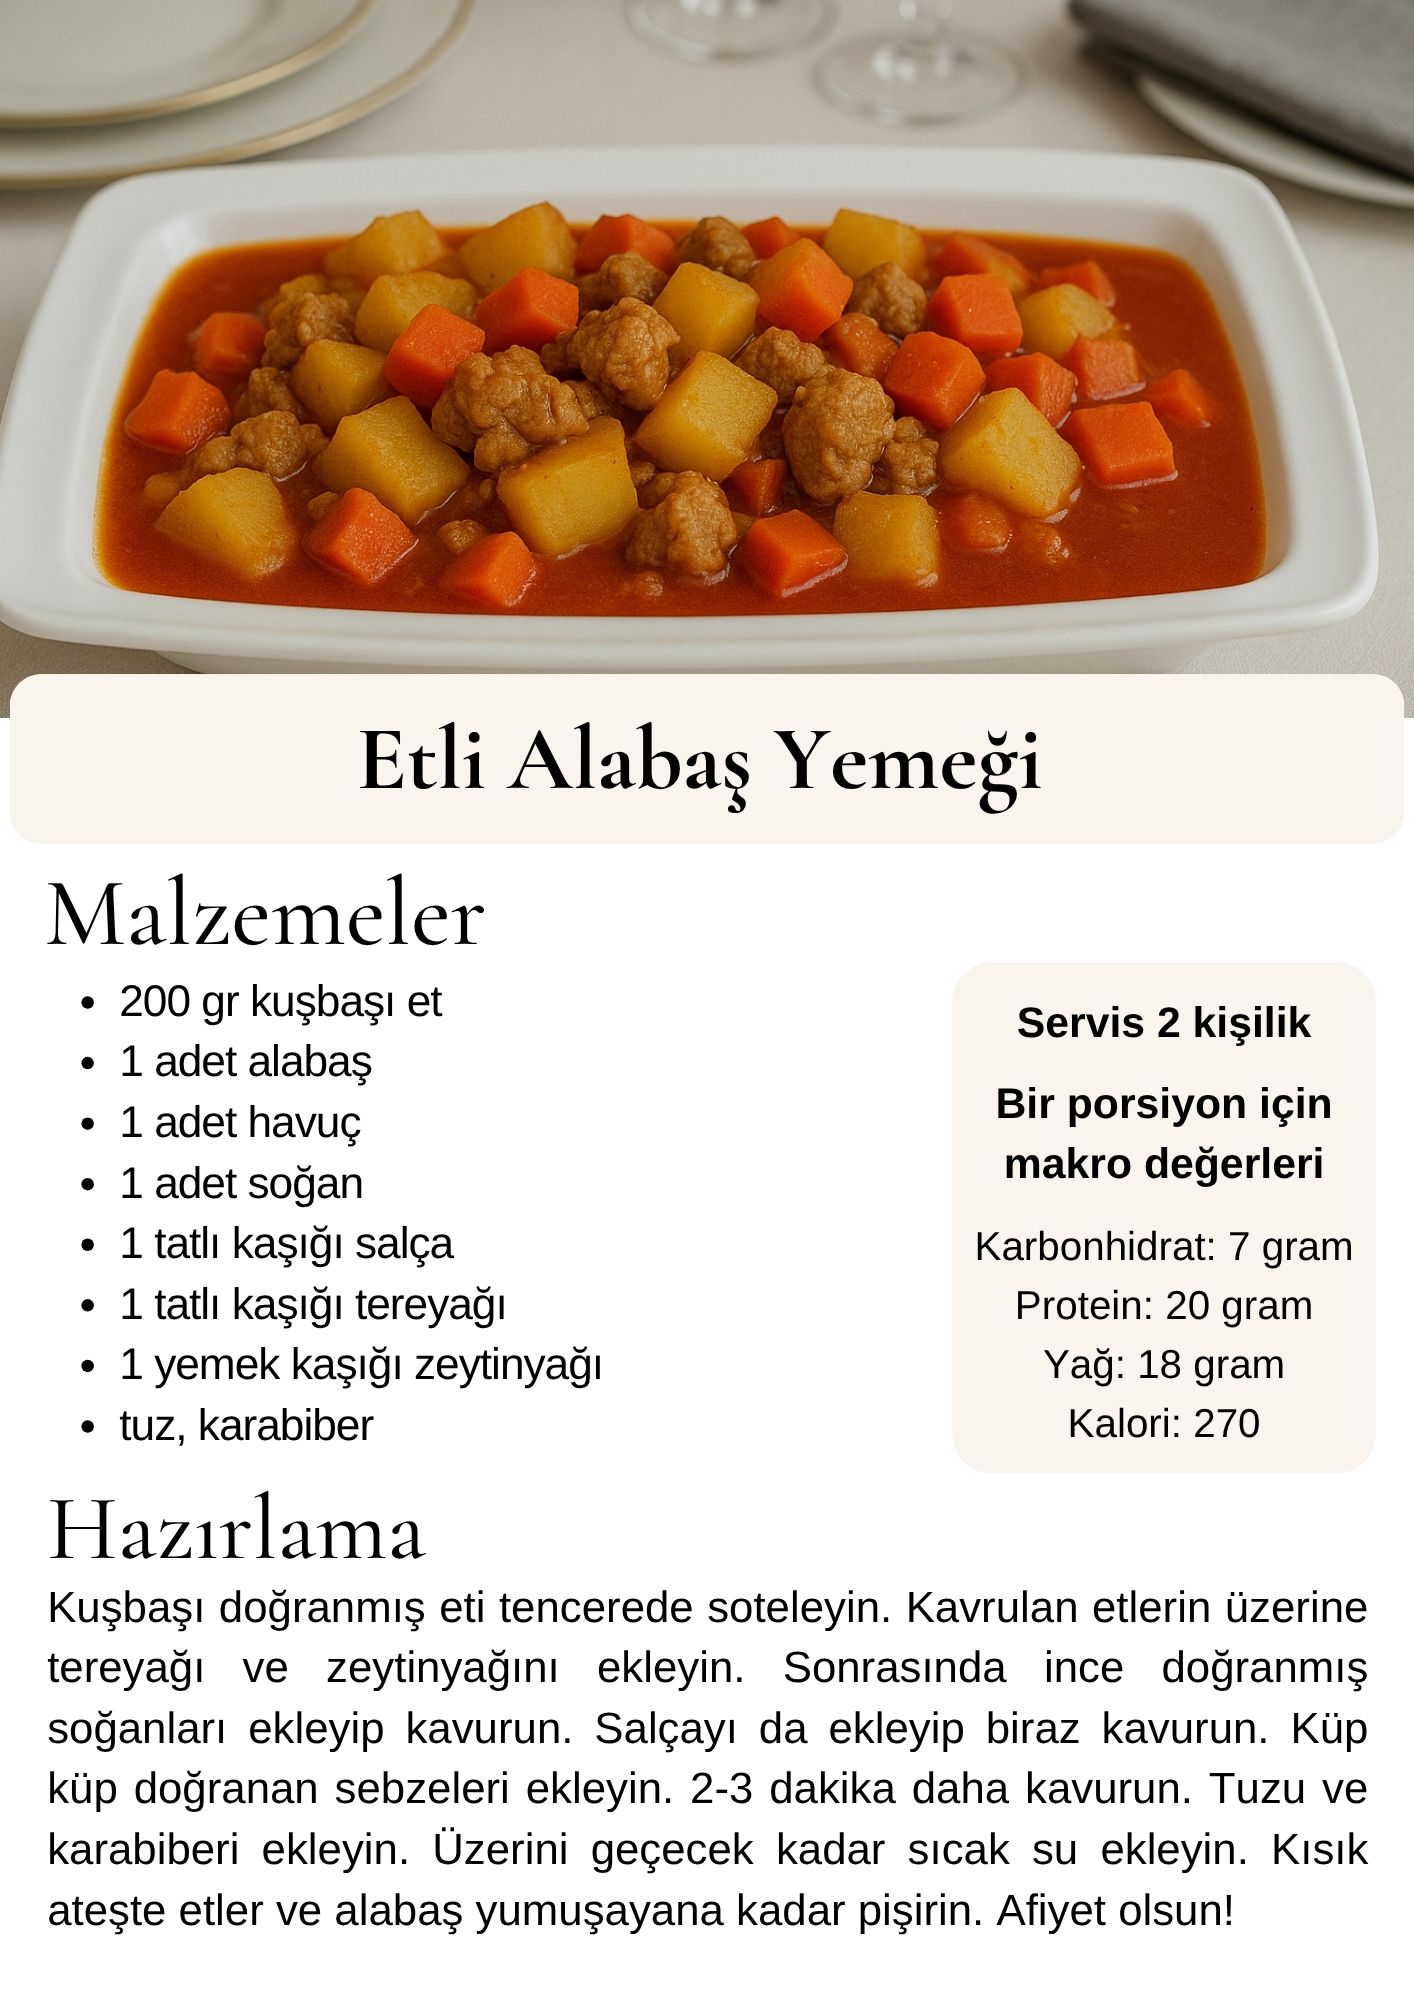 Etli Alabaş Yemeği
Malzemeler
200 gr kuşbaşı et
1 adet alabaş
1 adet havuç
1 adet soğan
1 tatlı kaşığı salça
1 tatlı kaşığı tereyağı
1 yemek kaşığı zeytinyağı
tuz, karabiber
Servis 2 kişilik
Bir porsiyon için
makro değerleri
Karbonhidrat: 7 gram
Protein: 20 gram
Yağ: 18 gram
Kalori: 270
Hazırlama
Kuşbaşı doğranmış eti tencerede soteleyin. Kavrulan etlerin üzerine
tereyağı ve zeytinyağını ekleyin. Sonrasında ince doğranmış
soğanları ekleyip kavurun. Salçayı da ekleyip biraz kavurun. Küp
küp doğranan sebzeleri ekleyin. 2-3 dakika daha kavurun. Tuzu ve
karabiberi ekleyin. Üzerini geçecek kadar sıcak su ekleyin. Kısık
ateşte etler ve alabaş yumuşayana kadar pişirin. Afiyet olsun!